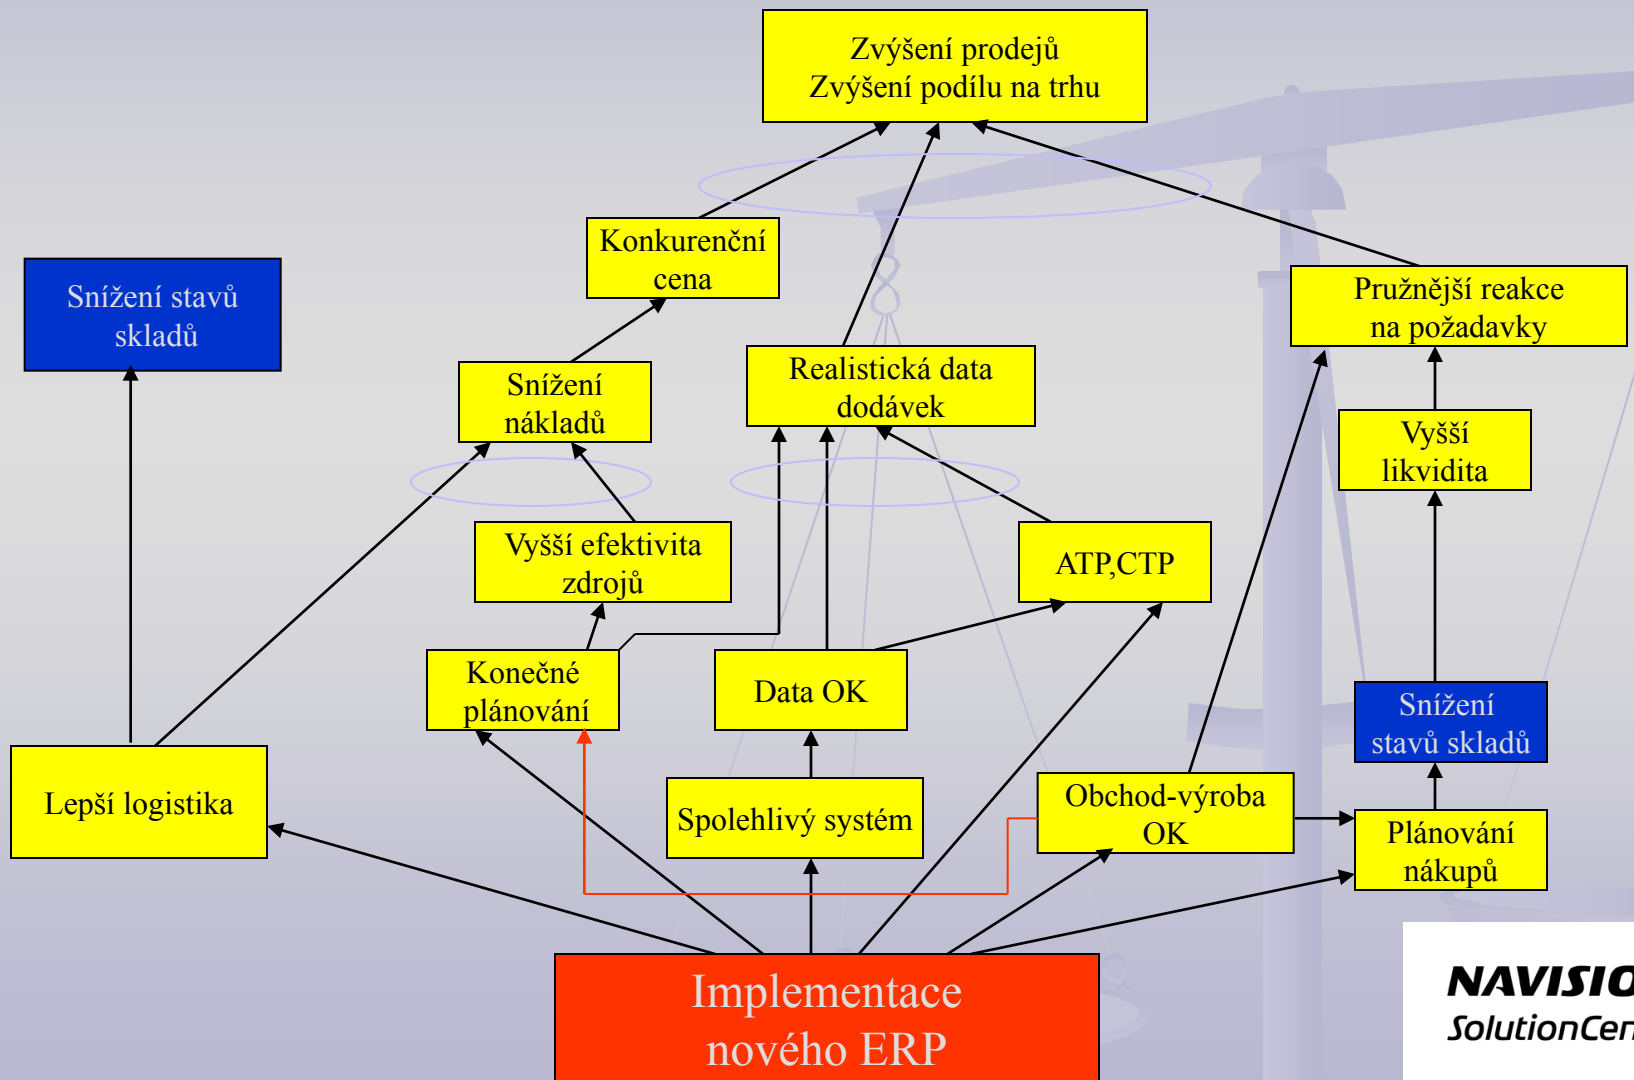 Zvýšení prodejů
Zvýšení podílu na trhu
Konkurenční
cena
Snížení stavů
skladů
Pružnější reakce
na požadavky
Snížení
nákladů
Realistická data
dodávek
Vyšší
likvidita
Vyšší efektivita
zdrojů
ATP,CTP
Konečné
plánování
Data OK
Snížení
stavů skladů
Lepší logistika
Spolehlivý systém
Obchod-výroba
OK
Plánování
nákupů
Implementace
nového ERP
NAVISIO
SolutionCen